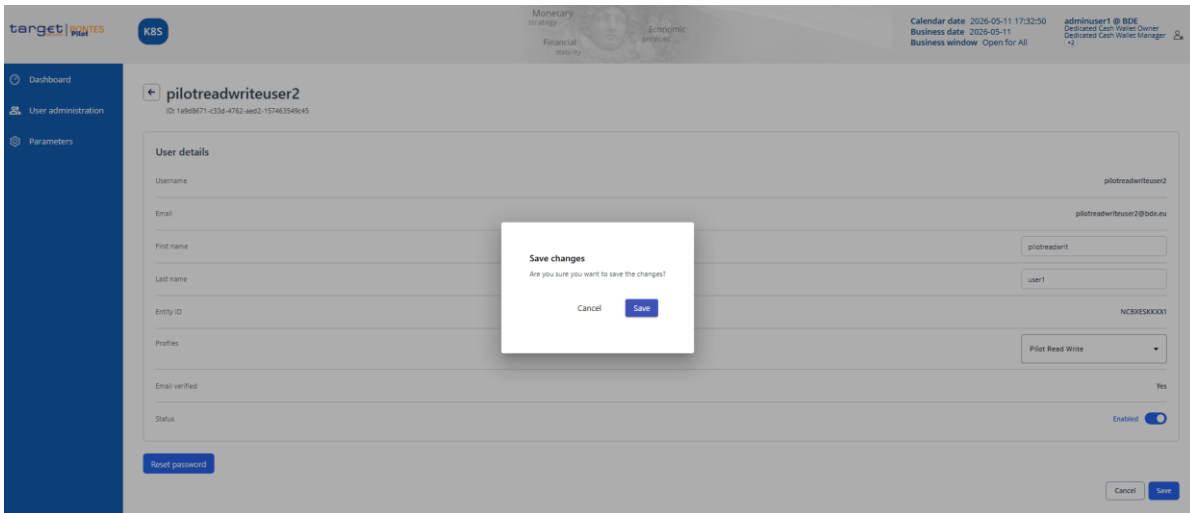 target | PONTES
Pilot
K8S
Monetary
strategy
Economic
services
Financial
stability
Calendar date 2026-05-11 17:32:50
Business date 2026-05-11
Business window Open for All
adminuser1 @ BDE
Dedicated Cash Wallet Owner
Dedicated Cash Wallet Manager
+2
Dashboard
User administration
Parameters
pilotreadwriteuser2
ID: 1a9d8671-c33d-4762-aed2-157463549c45
User details
Username pilotreadwriteuser2
Email pilotreadwriteuser2@bde.eu
First name pilotreadwrit
Last name user1
Entity ID
Profiles Pilot Read Write
Email verified Yes
Status Enabled
Save changes
Are you sure you want to save the changes?
Cancel Save
Reset password
Cancel Save